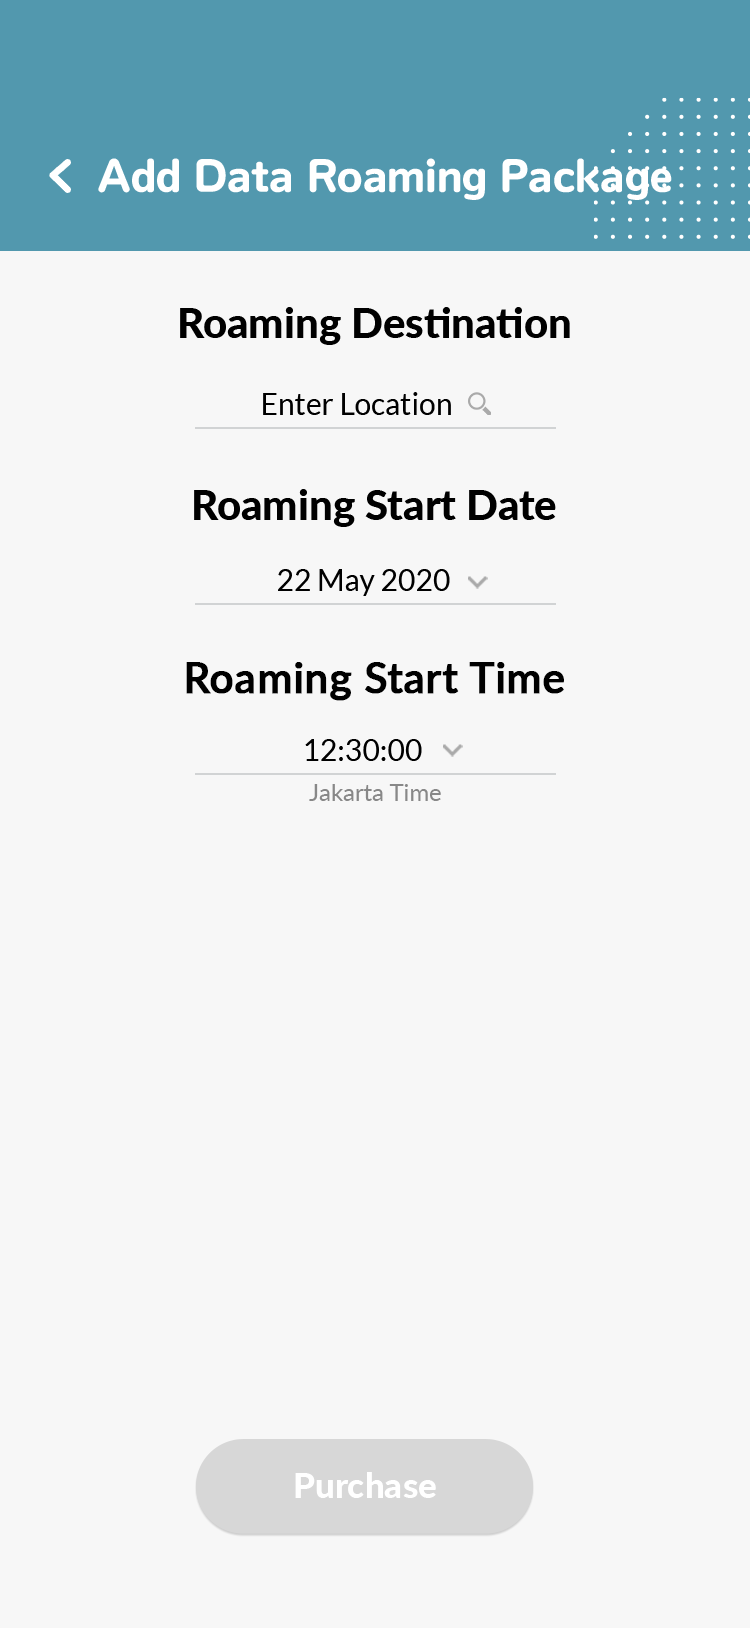 Add Data Roaming Package
Roaming Destination
Enter Location
Roaming Start Date
22 May 2020
Roaming Start Time
12:30:00
Jakarta Time
Purchase